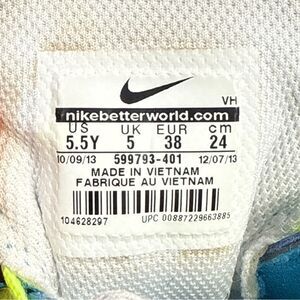 VH
nikebetterworld.com
US UK EUR cm
5.5Y 5 38 24
10/09/13 599793-401 12/07/13
MADE IN VIETNAM
FABRIQUE AU VIETNAM
104628297 UPC 00887229663885